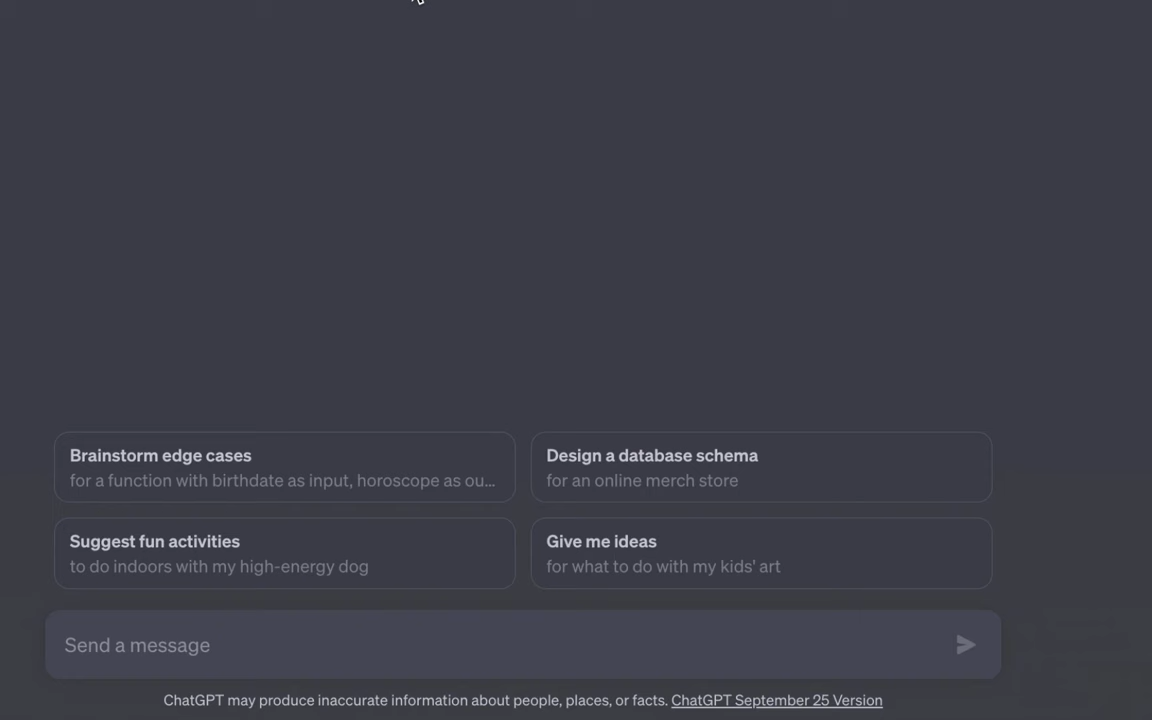 Brainstorm edge cases
for a function with birthdate as input, horoscope as ou...
Design a database schema
for an online merch store
Suggest fun activities
to do indoors with my high-energy dog
Give me ideas
for what to do with my kids' art
Send a message
ChatGPT may produce inaccurate information about people, places, or facts. ChatGPT September 25 Version